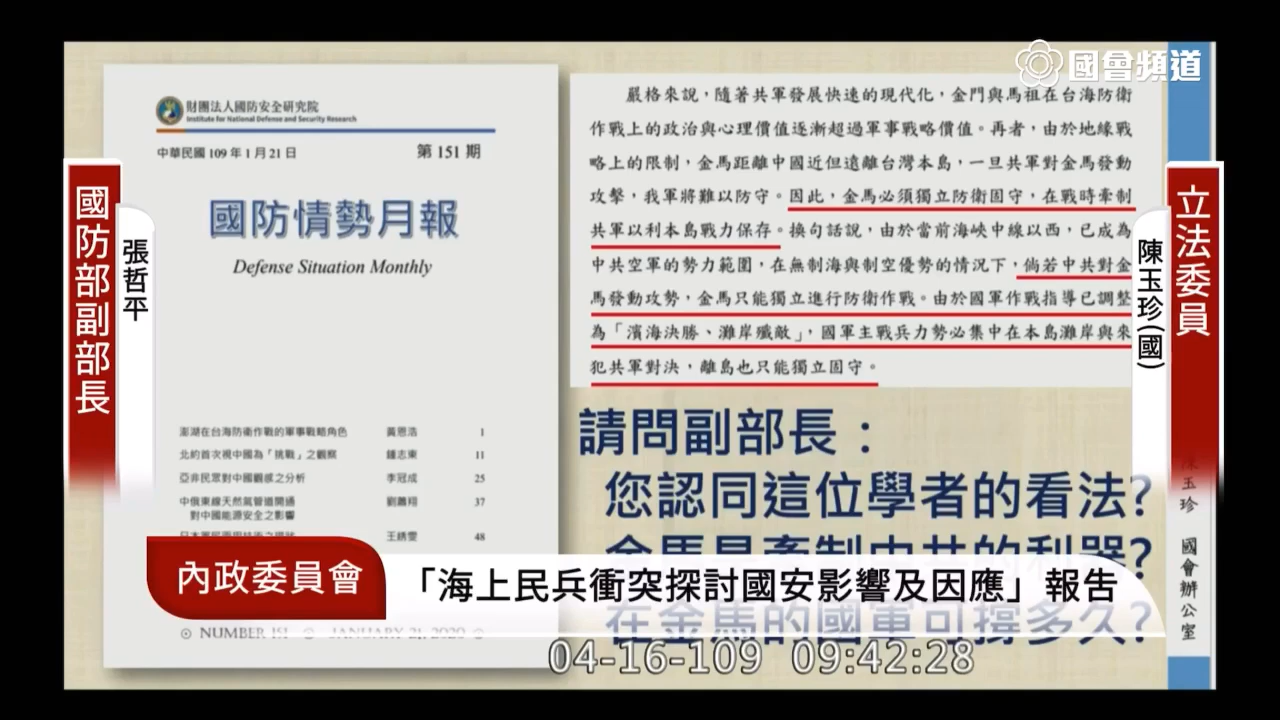 國會頻道
財團法人國防安全研究院
Institute for National Defense and Security Research
中華民國 109 年 1 月 21 日
第 151 期
國防情勢月報
Defense Situation Monthly
澎湖在台海防衛作戰的軍事戰略角色 黃恩浩 1
北約首次視中國為「挑戰」之觀察 鍾志東 11
亞非民眾對中國觀感之分析 李冠成 25
中俄東線天然氣管道開通 劉蕭翔 37
對中國能源安全之影響
王綉雯 48
NUMBER 151 JANUARY 21, 2020
嚴格來說，隨著共軍發展快速的現代化，金門與馬祖在台海防衛
作戰上的政治與心理價值逐漸超過軍事戰略價值。再者，由於地緣戰
略上的限制，金馬距離中國近但遠離台灣本島，一旦共軍對金馬發動
攻擊，我軍將難以防守。因此，金馬必須獨立防衛固守，在戰時牽制
共軍以利本島戰力保存。換句話說，由於當前海峽中線以西，已成為
中共空軍的勢力範圍，在無制海與制空優勢的情況下，倘若中共對金
馬發動攻勢，金馬只能獨立進行防衛作戰。由於國軍作戰指導已調整
為「濱海決勝、灘岸殲敵」，國軍主戰兵力勢必集中在本島灘岸與來
犯共軍對決，離島也只能獨立固守。
請問副部長：
您認同這位學者的看法?
金馬是牽制中共的利器?
在金馬的國軍可撐多久?
國防部副部長
張哲平
立法委員
陳玉珍(國)
陳玉珍 國會辦公室
內政委員會
「海上民兵衝突探討國安影響及因應」報告
04-16-109 09:42:28